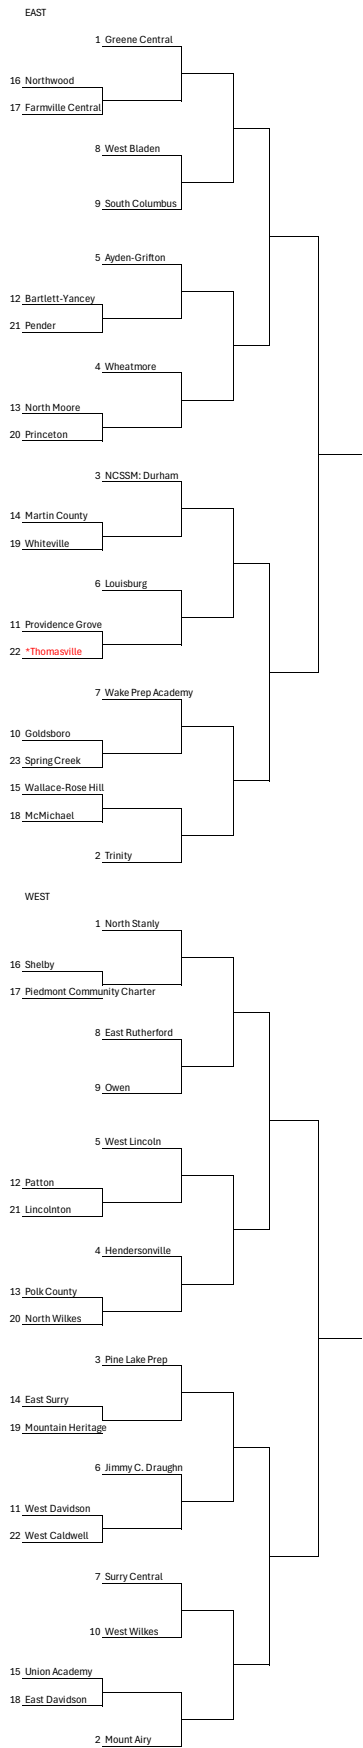 EAST
1 Greene Central
16 Northwood
17 Farmville Central
8 West Bladen
9 South Columbus
5 Ayden-Grifton
12 Bartlett-Yancey
21 Pender
4 Wheatmore
13 North Moore
20 Princeton
3 NCSSM: Durham
14 Martin County
19 Whiteville
6 Louisburg
11 Providence Grove
22 *Thomasville
7 Wake Prep Academy
10 Goldsboro
23 Spring Creek
15 Wallace-Rose Hill
18 McMichael
2 Trinity
WEST
1 North Stanly
16 Shelby
17 Piedmont Community Charter
8 East Rutherford
9 Owen
5 West Lincoln
12 Patton
21 Lincolnton
4 Hendersonville
13 Polk County
20 North Wilkes
3 Pine Lake Prep
14 East Surry
19 Mountain Heritage
6 Jimmy C. Draughn
11 West Davidson
22 West Caldwell
7 Surry Central
10 West Wilkes
15 Union Academy
18 East Davidson
2 Mount Airy